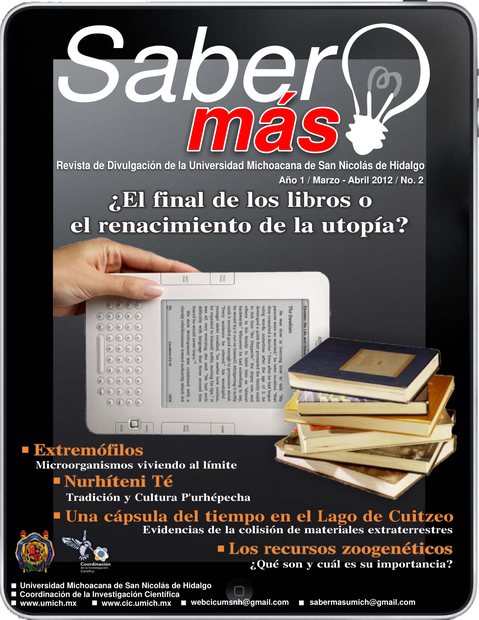 Saber
más
Revista de Divulgación de la Universidad Michoacana de San Nicolás de Hidalgo
Año 1 / Marzo - Abril 2012 / No. 2
¿El final de los libros o
el renacimiento de la utopía?
Extremófilos
Microorganismos viviendo al límite
Nurhíteni Té
Tradición y Cultura P'urhépecha
Una cápsula del tiempo en el Lago de Cuitzeo
Evidencias de la colisión de materiales extraterrestres
Los recursos zoogenéticos
¿Qué son y cuál es su importancia?
Coordinación
de la Investigación
Científica
Universidad Michoacana de San Nicolás de Hidalgo
Coordinación de la Investigación Científica
www.umich.mx www.cic.umich.mx webcicumsnh@gmail.com sabermasumich@gmail.com